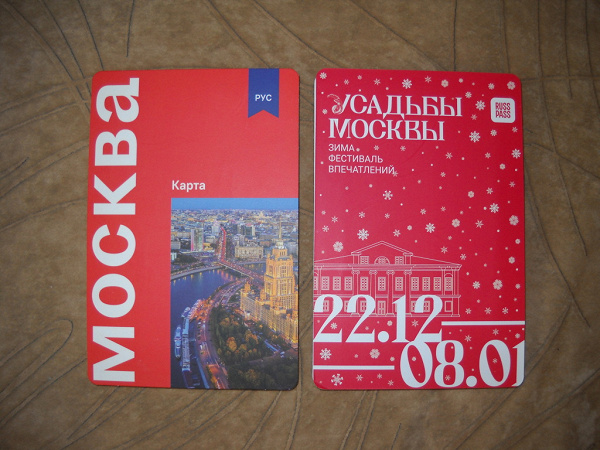 МОСКВА
РУС
Карта
УСАДЬБЫ
МОСКВЫ
RUSS
PASS
ЗИМА
ФЕСТИВАЛЬ
ВПЕЧАТЛЕНИЙ
22.12
08.01